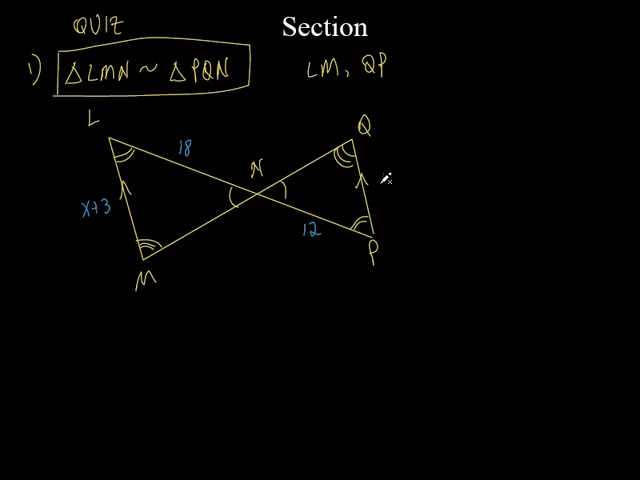 QUIZ
Section
1) △LMN ~ △PQN
LM, QP
L
Q
18
N
x+3
12
P
M